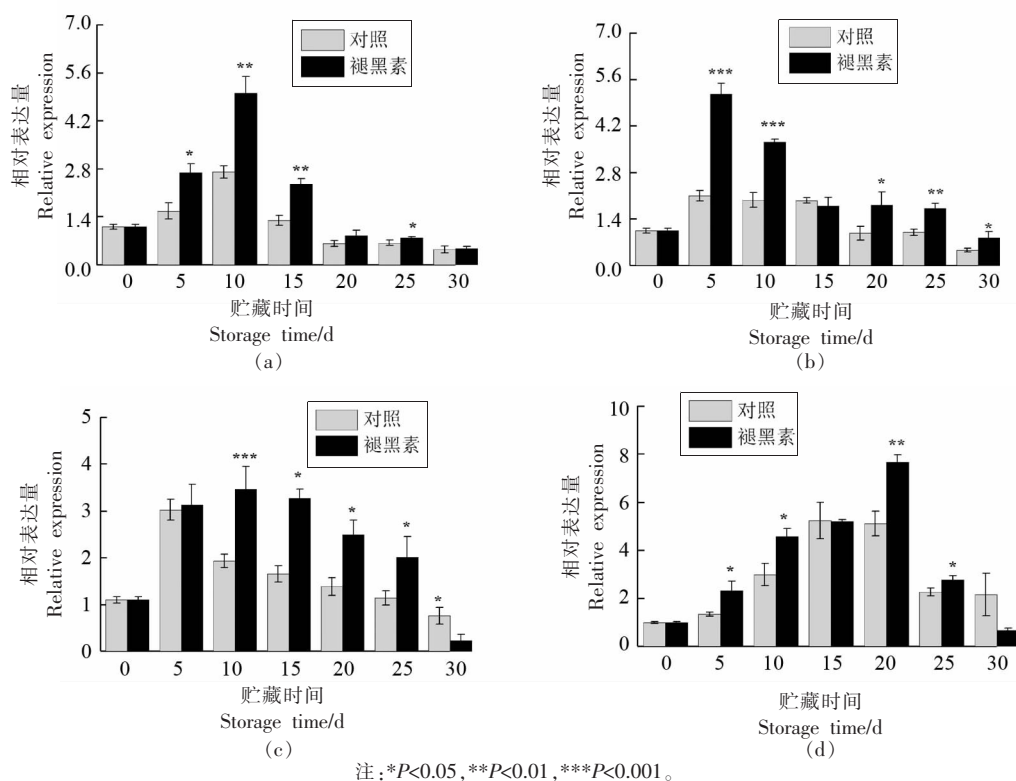 7.0
5.6
4.2
2.8
1.4
0.0
相对表达量
Relative expression
对照
褪黑素
*
**
**
*
0 5 10 15 20 25 30
贮藏时间
Storage time/d
(a)
7.0
5.6
4.2
2.8
1.4
0.0
相对表达量
Relative expression
对照
褪黑素
***
***
*
**
*
0 5 10 15 20 25 30
贮藏时间
Storage time/d
(b)
5
4
3
2
1
0
相对表达量
Relative expression
对照
褪黑素
***
*
*
*
*
0 5 10 15 20 25 30
贮藏时间
Storage time/d
(c)
10
8
6
4
2
0
相对表达量
Relative expression
对照
褪黑素
*
*
**
*
0 5 10 15 20 25 30
贮藏时间
Storage time/d
(d)
注:*P<0.05,**P<0.01,***P<0.001。